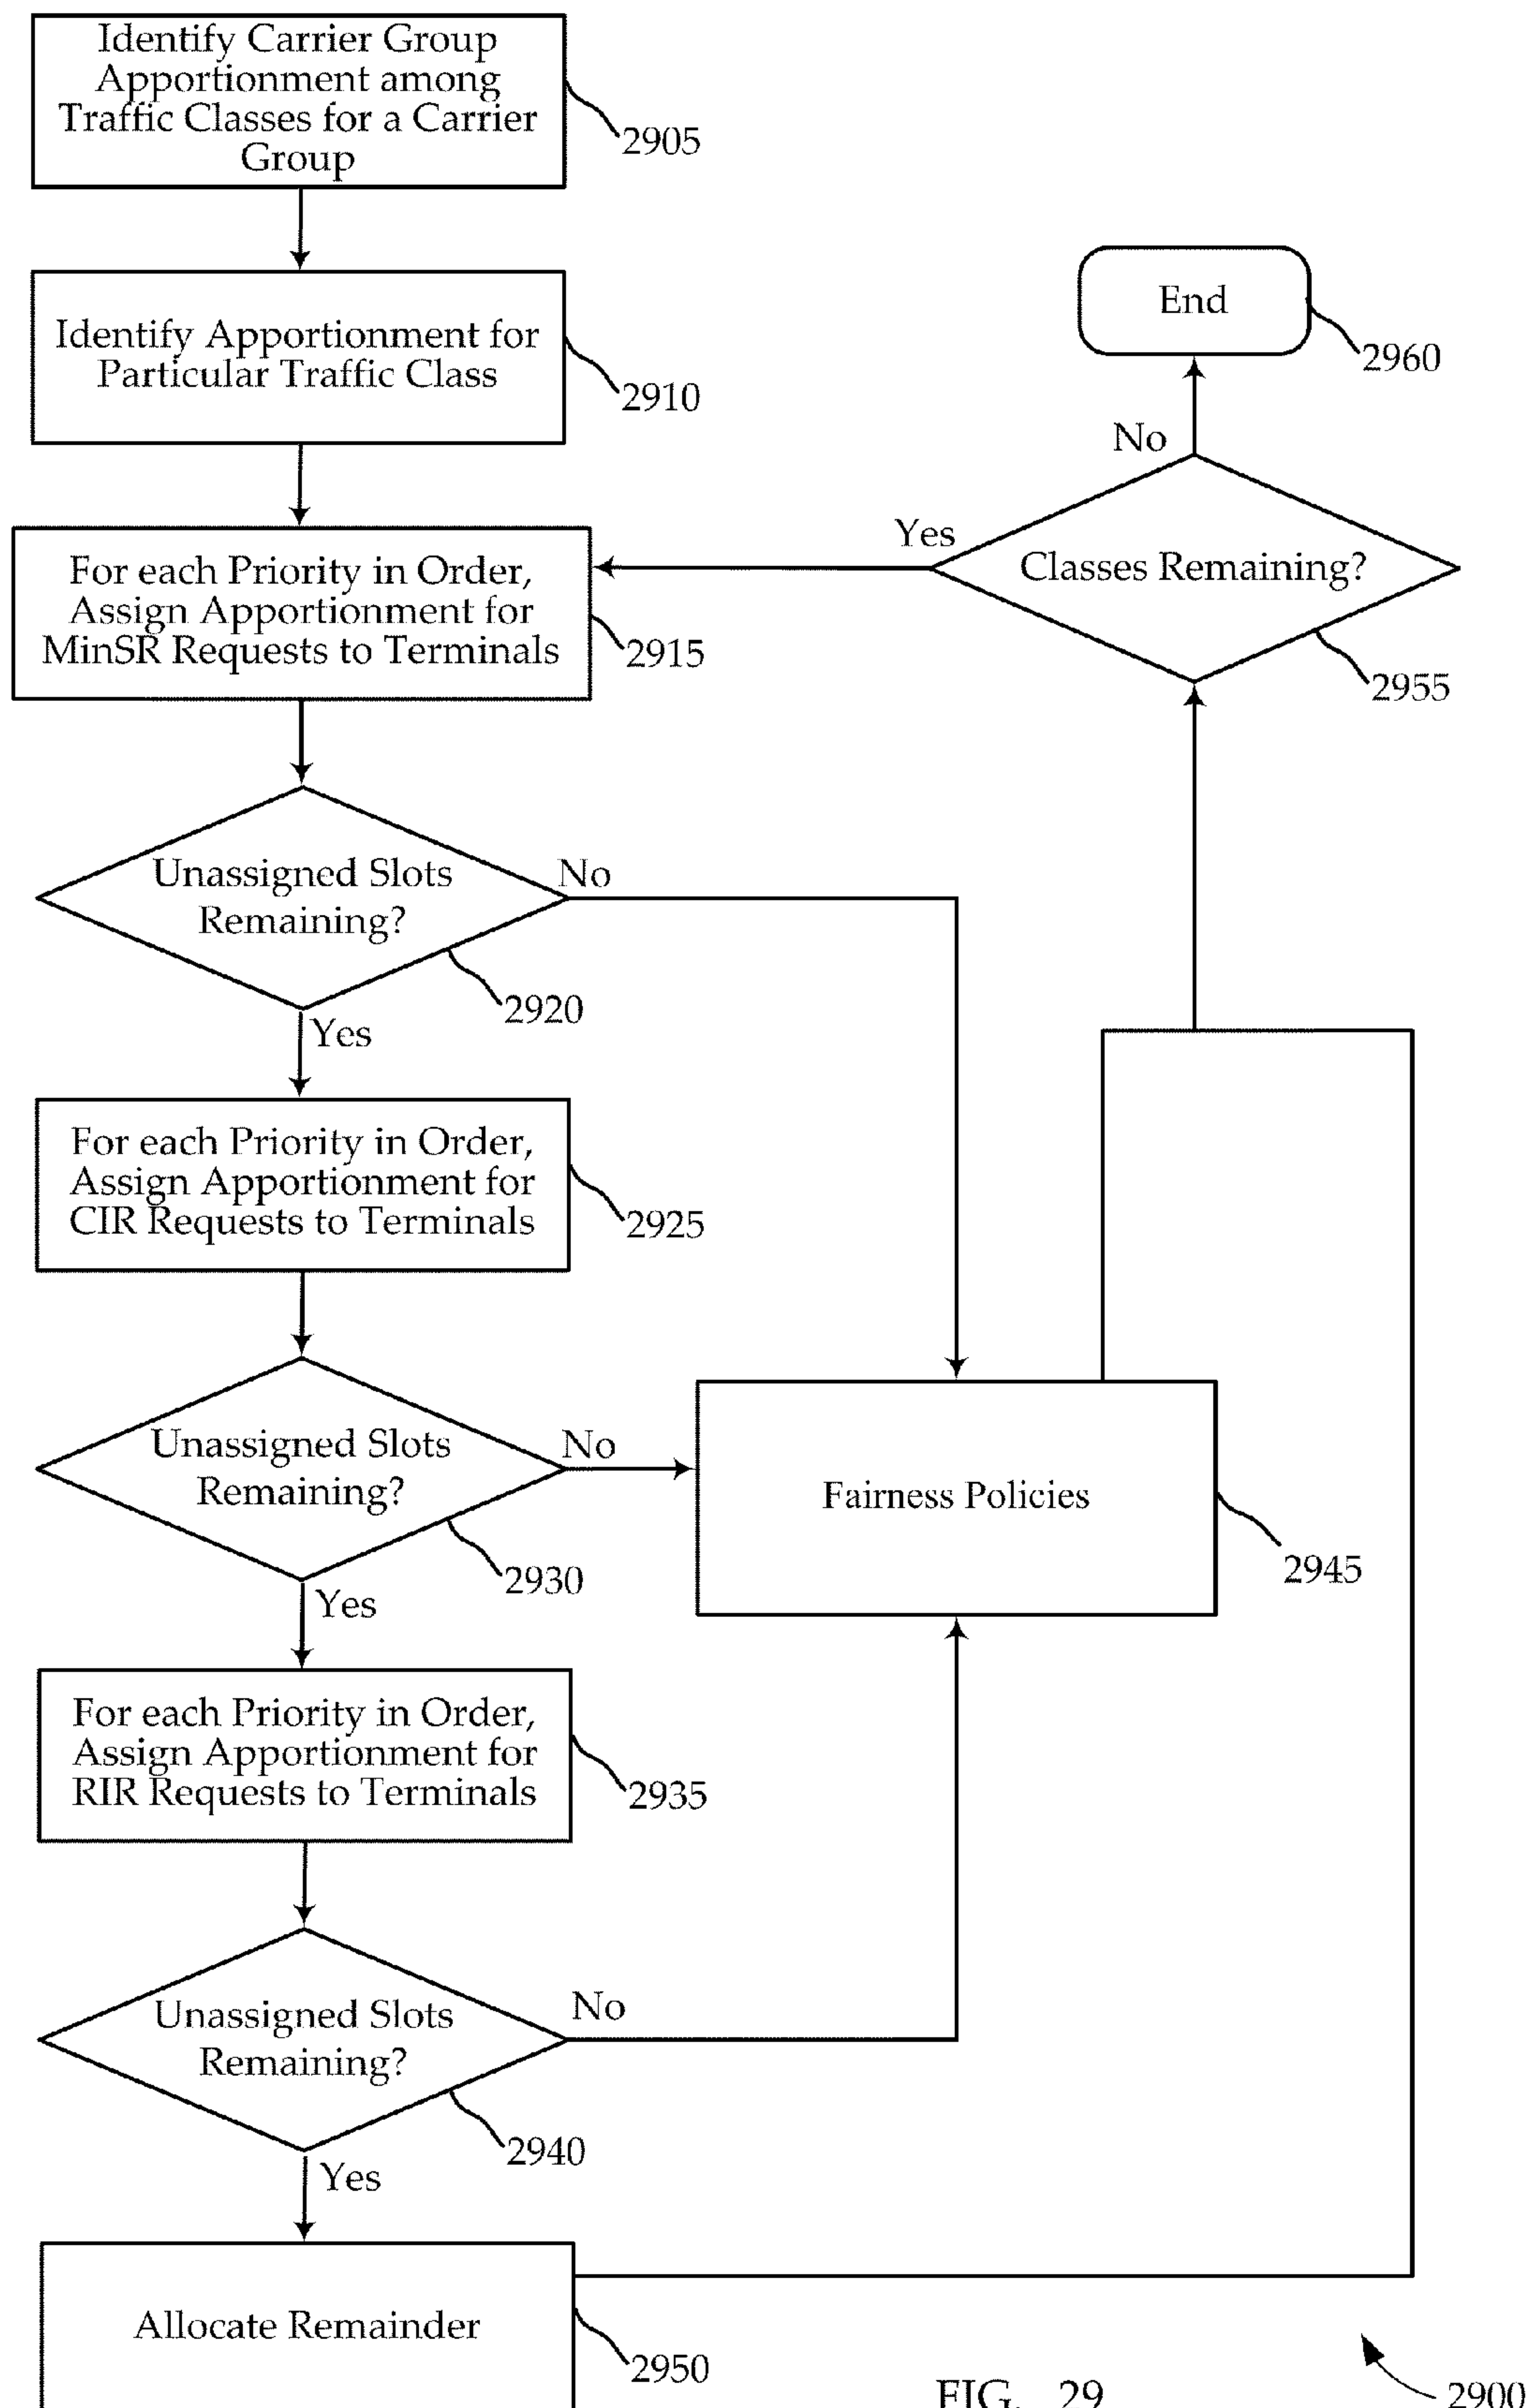 Identify Carrier Group
Apportionment among
Traffic Classes for a Carrier
Group
2905
Identify Apportionment for
Particular Traffic Class
2910
End
2960
No
Yes
Classes Remaining?
2955
For each Priority in Order,
Assign Apportionment for
MinSR Requests to Terminals
2915
Unassigned Slots
Remaining?
No
2920
Yes
For each Priority in Order,
Assign Apportionment for
CIR Requests to Terminals
2925
Unassigned Slots
Remaining?
No
2930
Yes
Fairness Policies
2945
For each Priority in Order,
Assign Apportionment for
RIR Requests to Terminals
2935
Unassigned Slots
Remaining?
No
2940
Yes
Allocate Remainder
2950
FIG. 29
2900